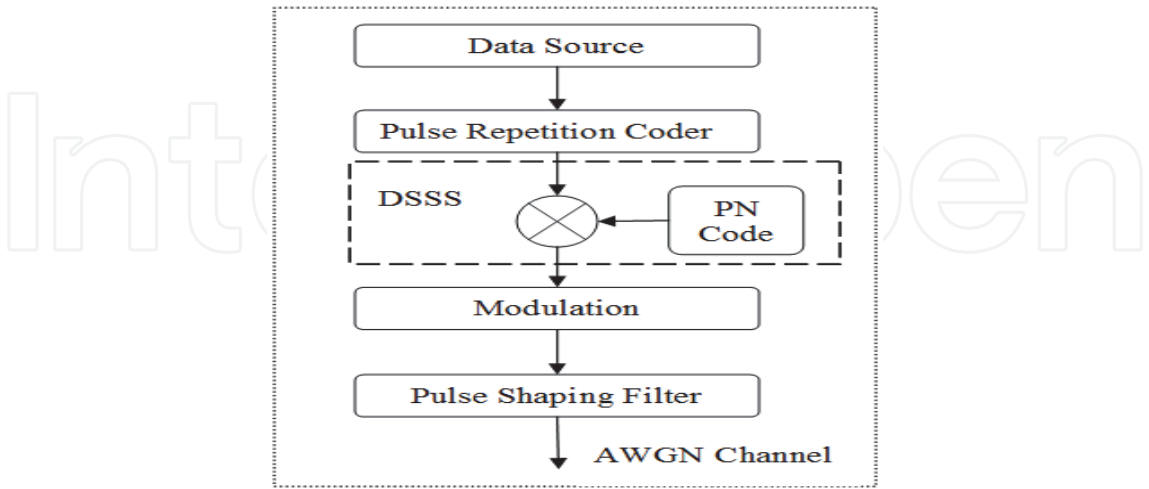 Data Source
Pulse Repetition Coder
DSSS
PN
Code
Modulation
Pulse Shaping Filter
AWGN Channel